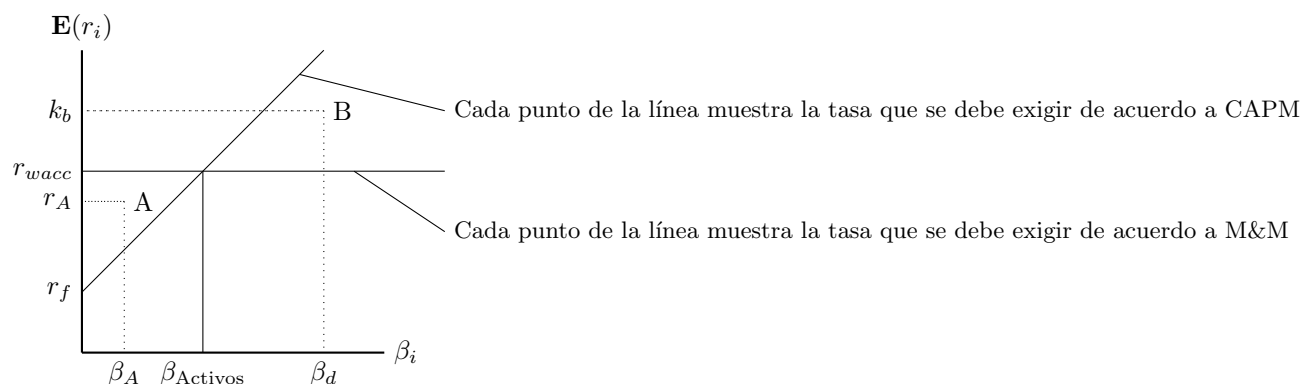 E(r_i)
k_b
B
Cada punto de la línea muestra la tasa que se debe exigir de acuerdo a CAPM
r_wacc
r_A
A
Cada punto de la línea muestra la tasa que se debe exigir de acuerdo a M&M
r_f
β_i
β_A β_Activos β_d